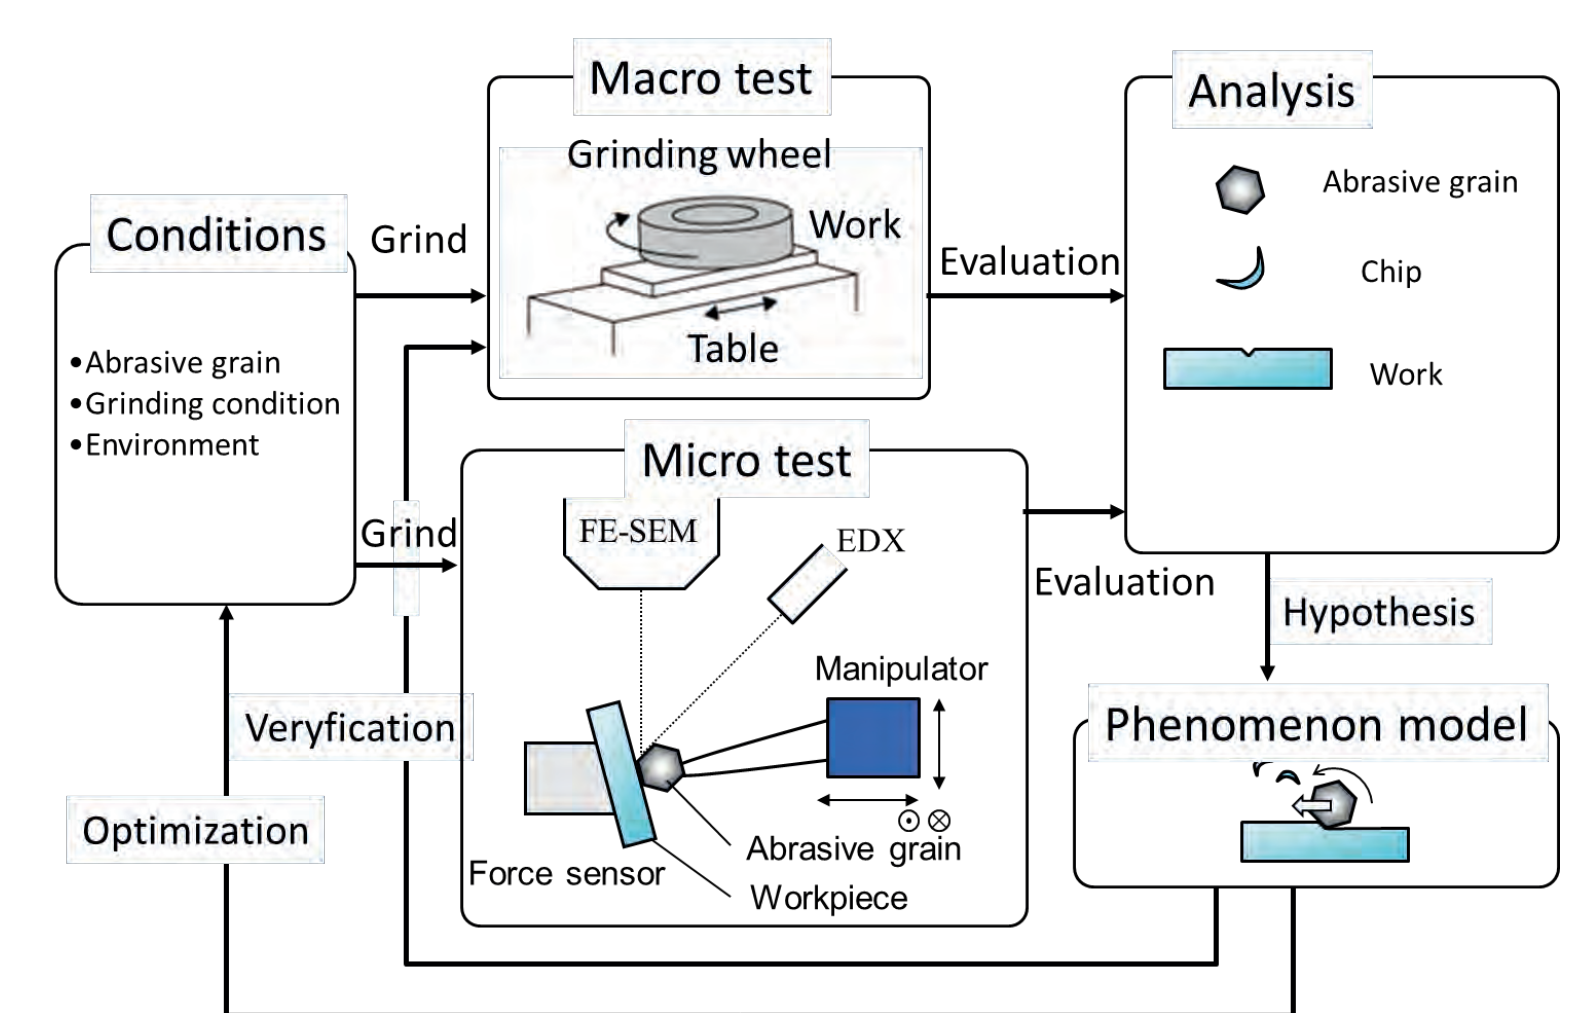 Macro test
Grinding wheel
Work
Table
Analysis
Abrasive grain
Chip
Work
Conditions
•Abrasive grain
•Grinding condition
•Environment
Grind
Evaluation
Grind
Micro test
FE-SEM
EDX
Manipulator
Abrasive grain
Force sensor
Workpiece
Evaluation
Hypothesis
Phenomenon model
Veryfication
Optimization